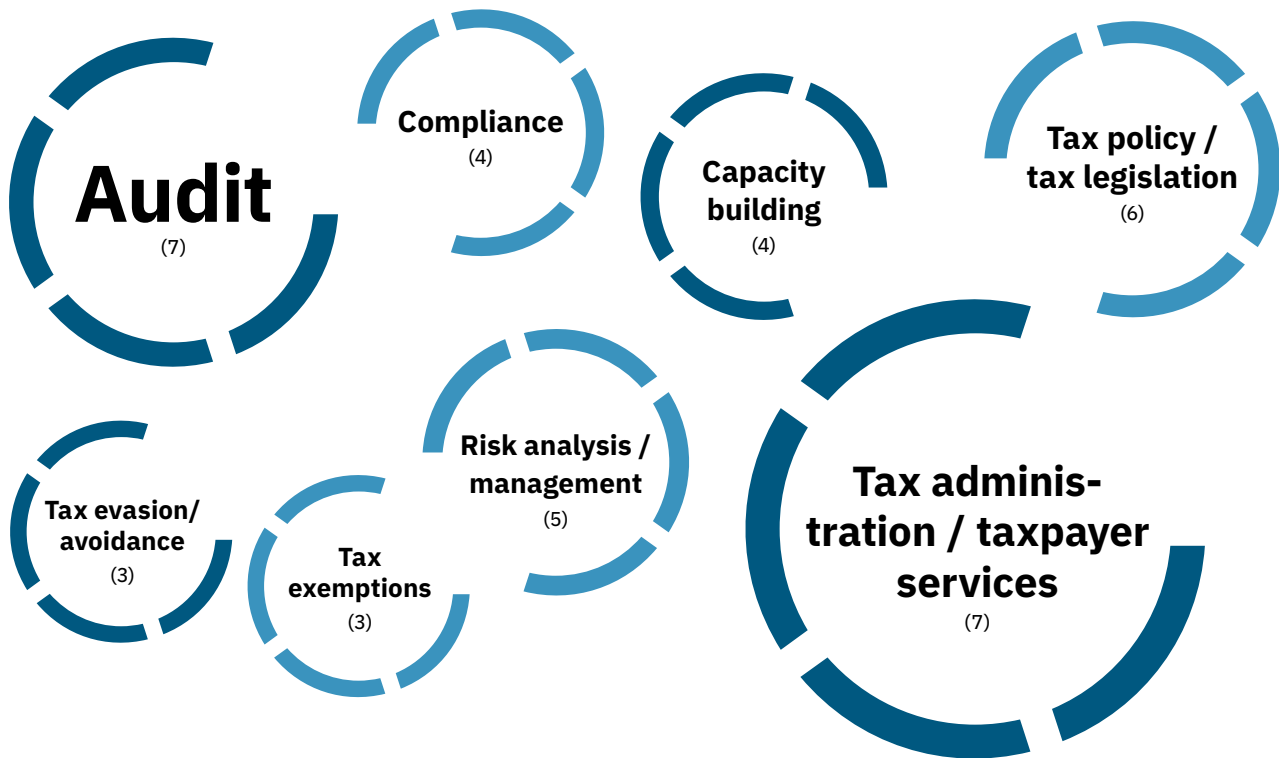 Audit
(7)
Compliance
(4)
Capacity
building
(4)
Tax policy /
tax legislation
(6)
Tax evasion/
avoidance
(3)
Tax
exemptions
(3)
Risk analysis /
management
(5)
Tax adminis-
tration / taxpayer
services
(7)